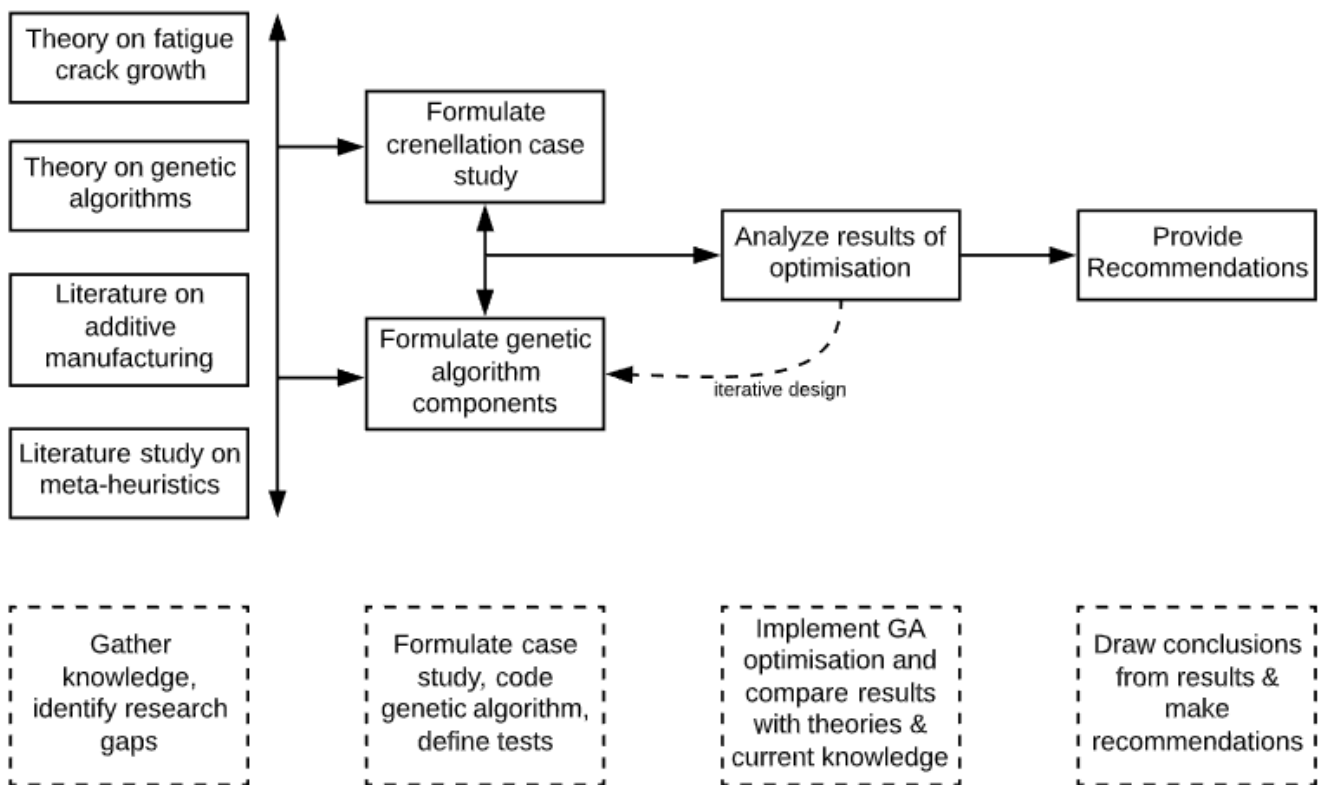 Theory on fatigue
crack growth
Theory on genetic
algorithms
Literature on
additive
manufacturing
Literature study on
meta-heuristics
Formulate
crenellation case
study
Formulate genetic
algorithm
components
Analyze results of
optimisation
iterative design
Provide
Recommendations
Gather
knowledge,
identify research
gaps
Formulate case
study, code
genetic algorithm,
define tests
Implement GA
optimisation and
compare results
with theories &
current knowledge
Draw conclusions
from results &
make
recommendations